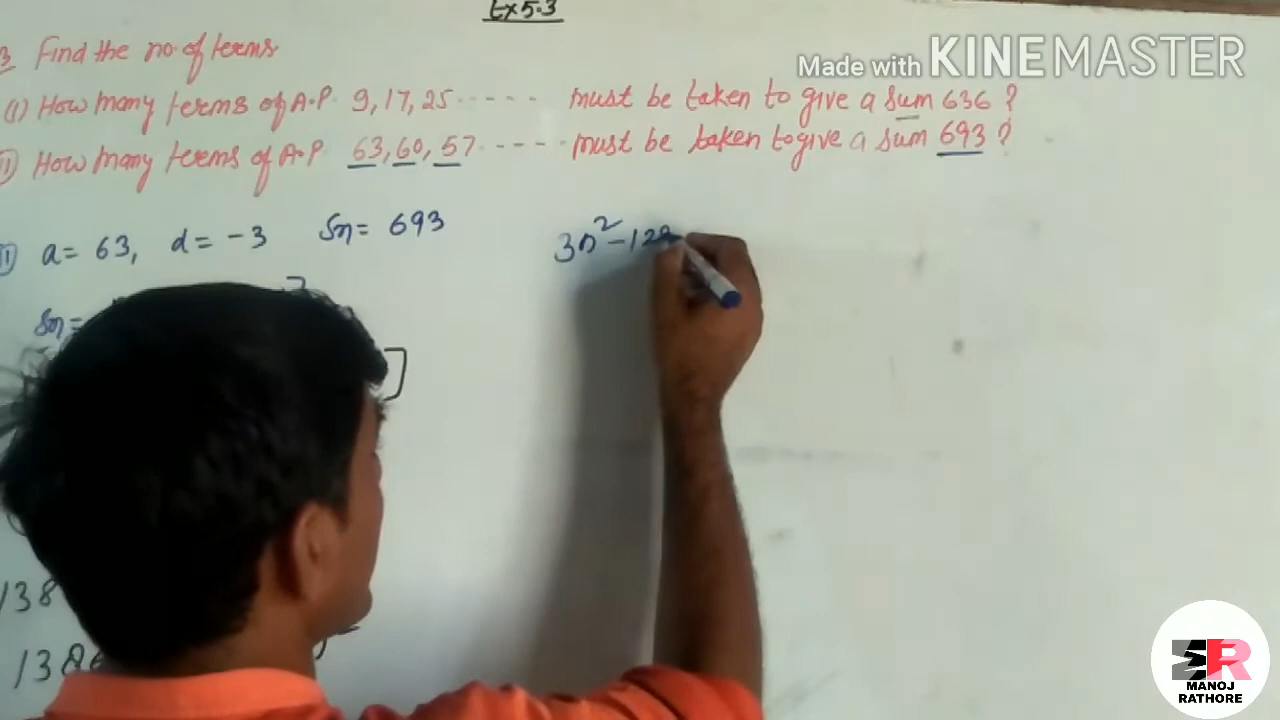 Ex 5.3
Made with KINEMASTER
3 Find the no. of terms
(I) How many terms of A.P. 9, 17, 25 ...... must be taken to give a sum 636 ?
II) How many terms of A.P 63, 60, 57 ----- must be taken to give a sum 693 ?
II) a = 63, d = -3 Sn = 693
3n² - 129
Sn =
]
138
1386
MANOJ
RATHORE